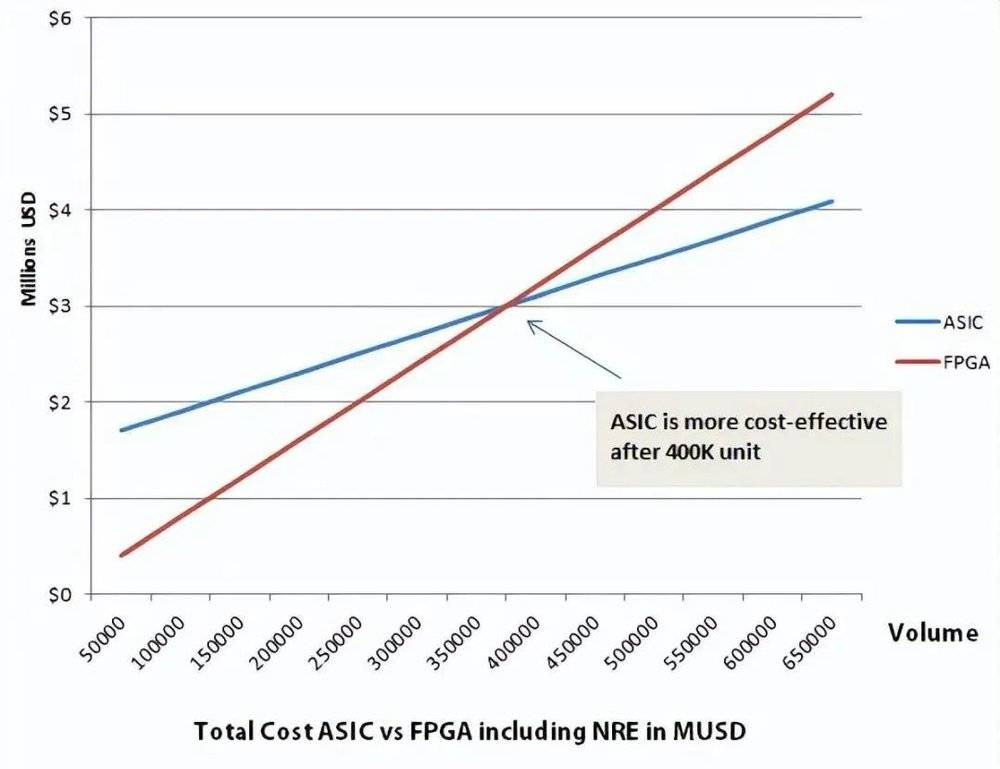 $6
$5
$4
$3
$2
$1
$0
Millions USD
ASIC
FPGA
ASIC is more cost-effective
after 400K unit
50000
100000
150000
200000
250000
300000
350000
400000
450000
500000
550000
600000
650000
Volume
Total Cost ASIC vs FPGA including NRE in MUSD